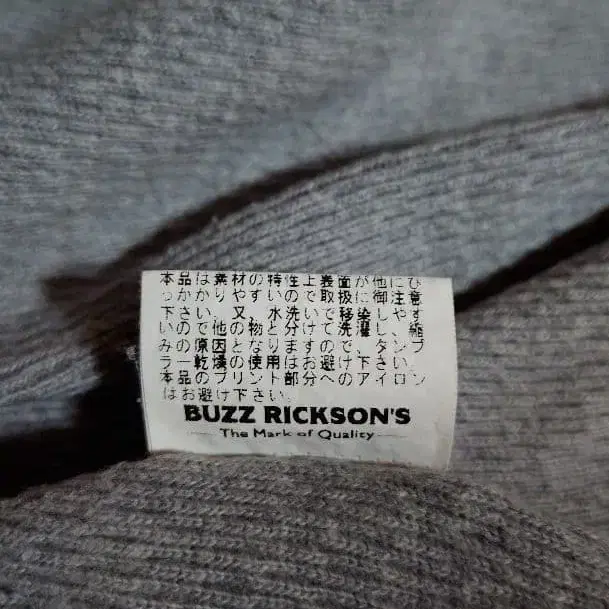 本品は素材の特性上表面が他にひ
っかかりやすいので取扱に御注意
下さい。又、水洗いで移染しやす
いので他の物と分けて洗濯し、縮
みの原因となりますので、タンブ
ラー乾燥の使用はお避け下さい。
本品のプリント部分へのアイロン
はお避け下さい。
BUZZ RICKSON'S
The Mark of Quality